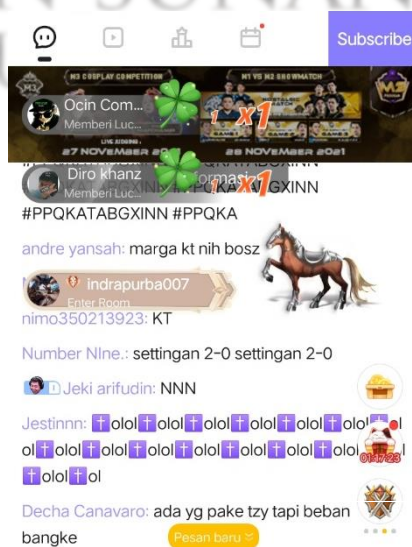 Subscribe
M3 COSPLAY COMPETITION
M1 VS M2 SHOWMATCH
Ocin Com...
Memberi Luc...
x1
27 NOVEMBER
28 NOVEMBER 2021
Diro khanz
Memberi Luc...
x1
#PPQKATABGXINN #PPQKA
andre yansah: marga kt nih bosz
indrapurba007
Enter Room
nimo350213923: KT
Number NIne.: settingan 2-0 settingan 2-0
Jeki arifudin: NNN
Jestinnn: ✝️olol✝️olol✝️olol✝️olol✝️olol✝️olol✝️ol
ol✝️olol✝️olol✝️olol✝️olol✝️olol✝️olol
✝️olol✝️ol
01:17:23
Decha Canavaro: ada yg pake tzy tapi beban
bangke
Pesan baru